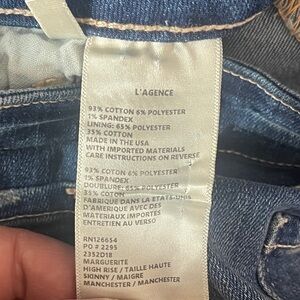 L'AGENCE
93% COTTON 6% POLYESTER
1% SPANDEX
LINING: 65% POLYESTER
35% COTTON
MADE IN THE USA
WITH IMPORTED MATERIALS
CARE INSTRUCTIONS ON REVERSE
93% COTON 6% POLYESTER
1% SPANDEX
DOUBLURE: 65% POLYESTER
35% COTON
FABRIQUE DANS LA ETATS-UNIS
D'AMERIQUE AVEC DES
MATERIAUX IMPORTES
ENTRETIEN AU VERSO
RN126654
PO # 2295
2352D18
MARGUERITE
HIGH RISE / TAILLE HAUTE
SKINNY / MAIGRE
MANCHESTER / MANCHESTER